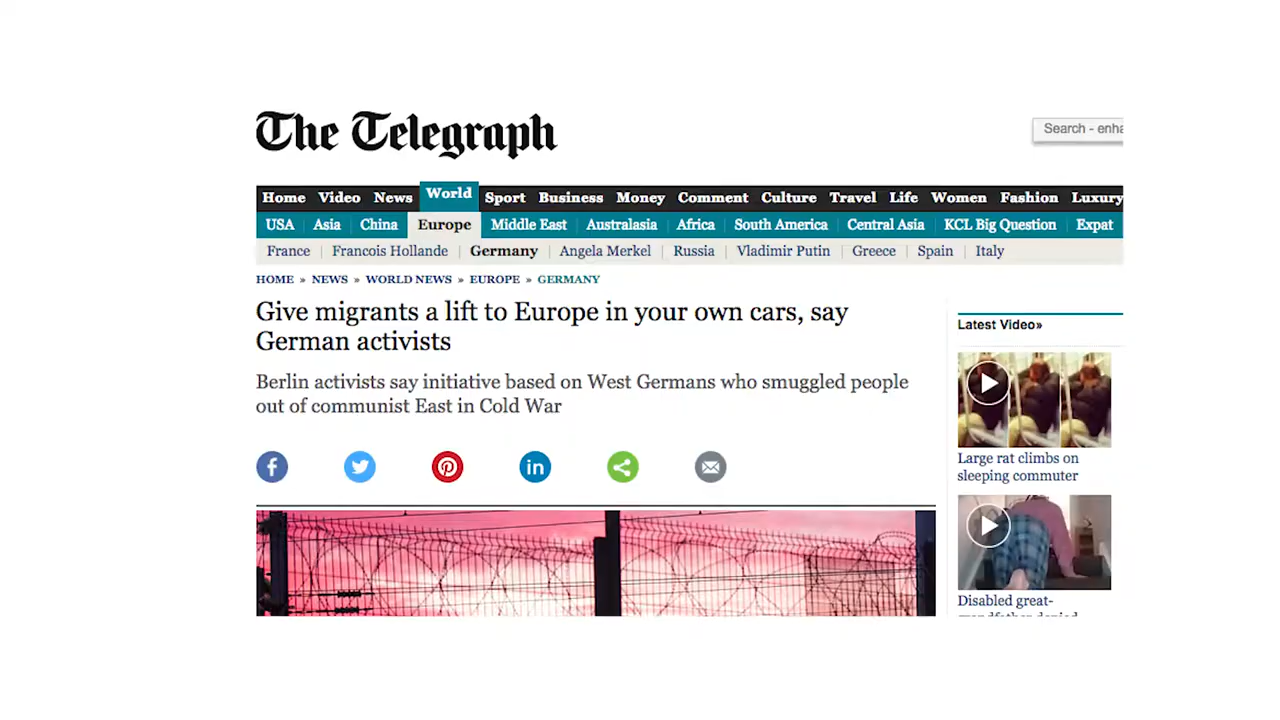 The Telegraph
Search - enha
Home Video News World Sport Business Money Comment Culture Travel Life Women Fashion Luxury
USA Asia China Europe Middle East Australasia Africa South America Central Asia KCL Big Question Expat
France Francois Hollande Germany Angela Merkel Russia Vladimir Putin Greece Spain Italy
HOME » NEWS » WORLD NEWS » EUROPE » GERMANY
Give migrants a lift to Europe in your own cars, say
German activists
Berlin activists say initiative based on West Germans who smuggled people
out of communist East in Cold War
Latest Video»
Large rat climbs on
sleeping commuter
Disabled great-